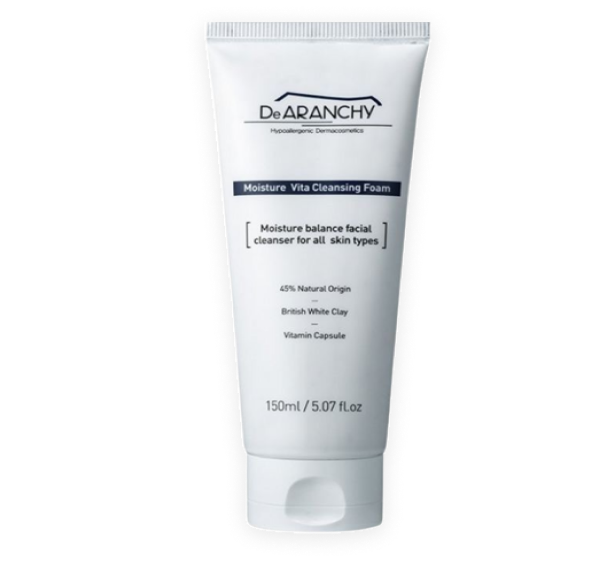 DeARANCHY
Hypoallergenic Dermacosmetics
Moisture Vita Cleansing Foam
[ Moisture balance facial
cleanser for all skin types ]
45% Natural Origin
—
British White Clay
—
Vitamin Capsule
150ml / 5.07 fl.oz